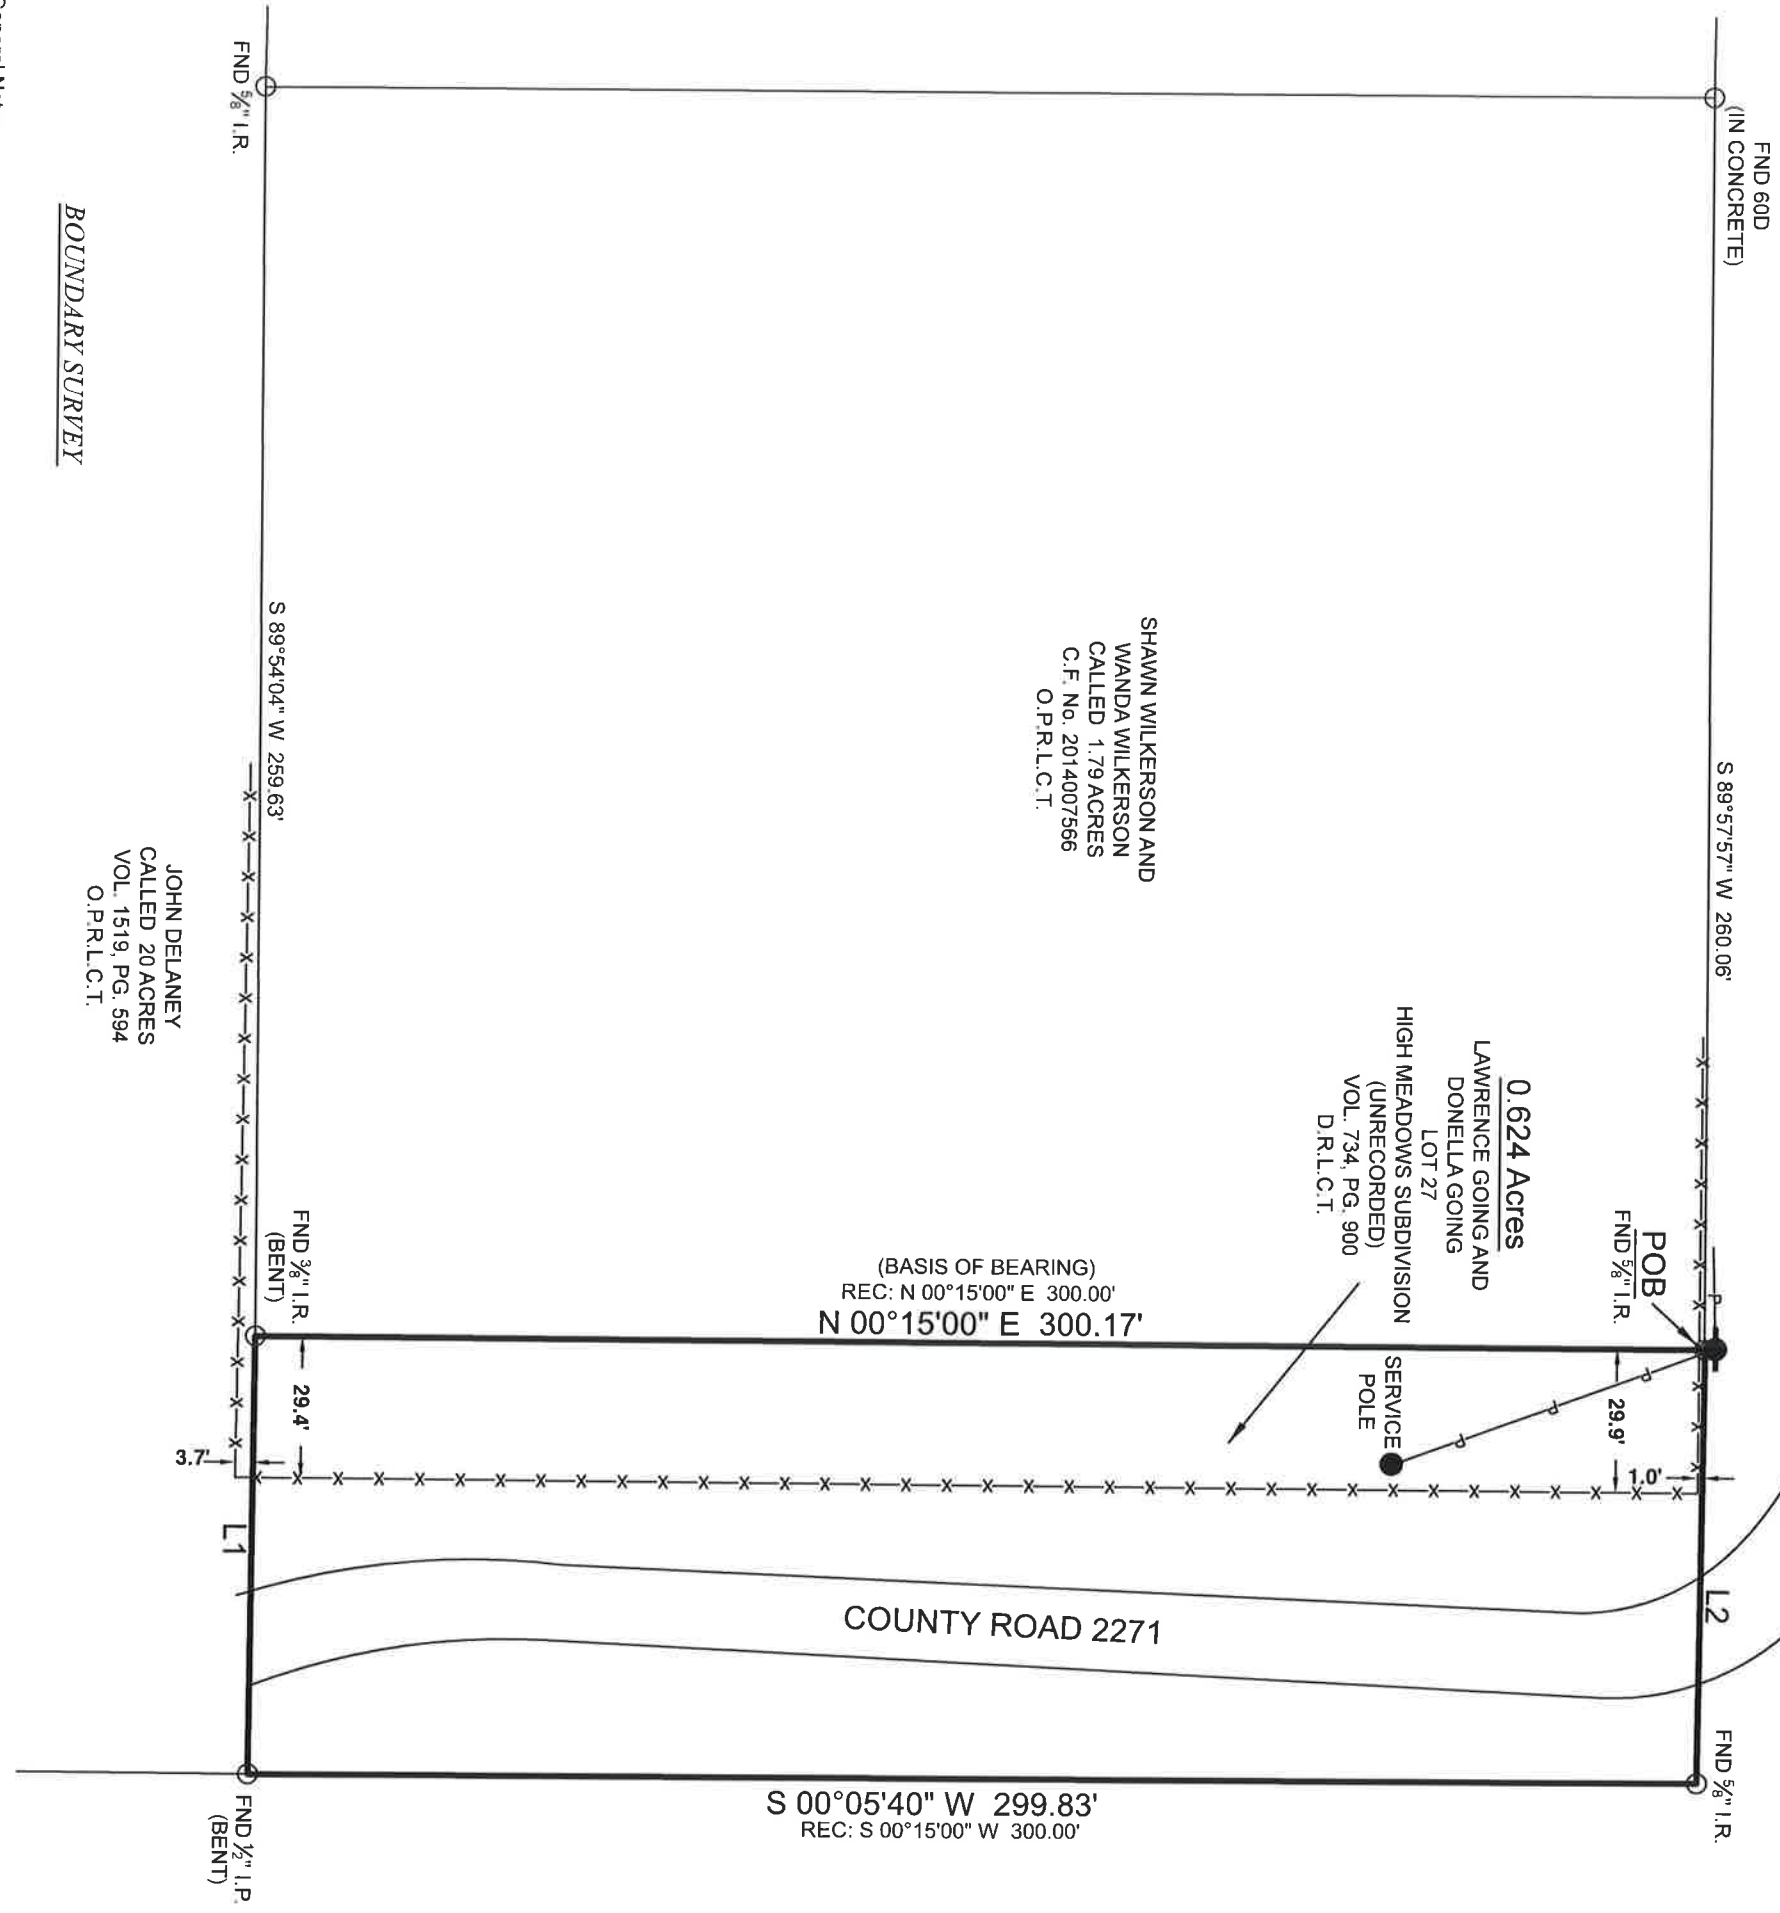 FND 60D
(IN CONCRETE)
S 89°57'57" W 260.06'
POB
FND ⅝" I.R.
P
1.0'
L2
FND ⅝" I.R.
0.624 Acres
LAWRENCE GOING AND
DONELLA GOING
LOT 27
HIGH MEADOWS SUBDIVISION
(UNRECORDED)
VOL. 734, PG. 900
D.R.L.C.T.
29.9'
P
P
P
SERVICE
POLE
SHAWN WILKERSON AND
WANDA WILKERSON
CALLED 1.79 ACRES
C.F. No. 2014007566
O.P.R.L.C.T.
(BASIS OF BEARING)
REC: N 00°15'00" E 300.00'
N 00°15'00" E 300.17'
COUNTY ROAD 2271
S 00°05'40" W 299.83'
REC: S 00°15'00" W 300.00'
FND ⅝" I.R.
S 89°54'04" W 259.63'
FND ⅜" I.R.
(BENT)
29.4'
3.7'
L1
FND ½" I.P.
(BENT)
JOHN DELANEY
CALLED 20 ACRES
VOL. 1519, PG. 594
O.P.R.L.C.T.
BOUNDARY SURVEY